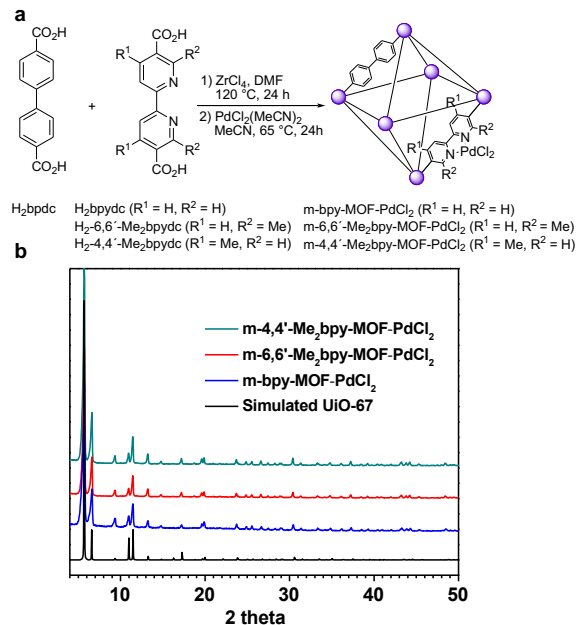 a
CO₂H
CO₂H
+
CO₂H
R¹
R²
N
N
R¹
R²
CO₂H
1) ZrCl₄, DMF
120 °C, 24 h
2) PdCl₂(MeCN)₂
MeCN, 65 °C, 24h
R¹
R²
N
N-PdCl₂
R¹
R²
H₂bpdc
H₂bpydc (R¹ = H, R² = H)
H₂-6,6´-Me₂bpydc (R¹ = H, R² = Me)
H₂-4,4´-Me₂bpydc (R¹ = Me, R² = H)
m-bpy-MOF-PdCl₂ (R¹ = H, R² = H)
m-6,6´-Me₂bpy-MOF-PdCl₂ (R¹ = H, R² = Me)
m-4,4´-Me₂bpy-MOF-PdCl₂ (R¹ = Me, R² = H)
b
m-4,4'-Me₂bpy-MOF-PdCl₂
m-6,6'-Me₂bpy-MOF-PdCl₂
m-bpy-MOF-PdCl₂
Simulated UiO-67
10 20 30 40 50
2 theta